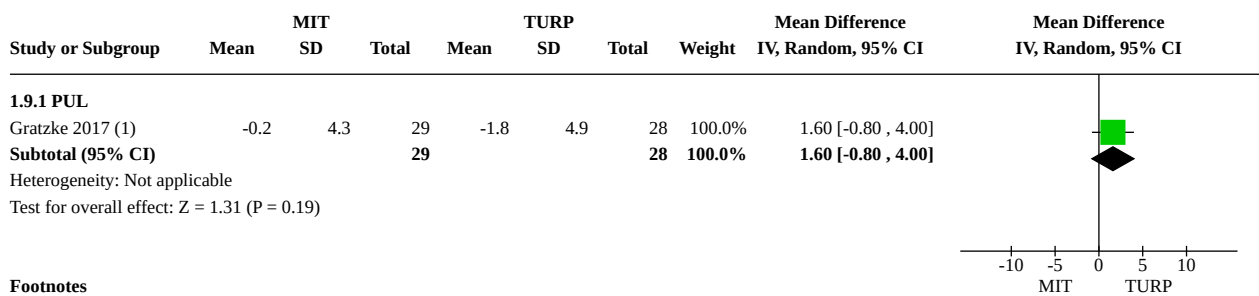 MIT TURP Mean Difference Mean Difference
Study or Subgroup Mean SD Total Mean SD Total Weight IV, Random, 95% CI IV, Random, 95% CI
1.9.1 PUL
Gratzke 2017 (1) -0.2 4.3 29 -1.8 4.9 28 100.0% 1.60 [-0.80 , 4.00]
Subtotal (95% CI) 29 28 100.0% 1.60 [-0.80 , 4.00]
Heterogeneity: Not applicable
Test for overall effect: Z = 1.31 (P = 0.19)
-10 -5 0 5 10
Footnotes MIT TURP